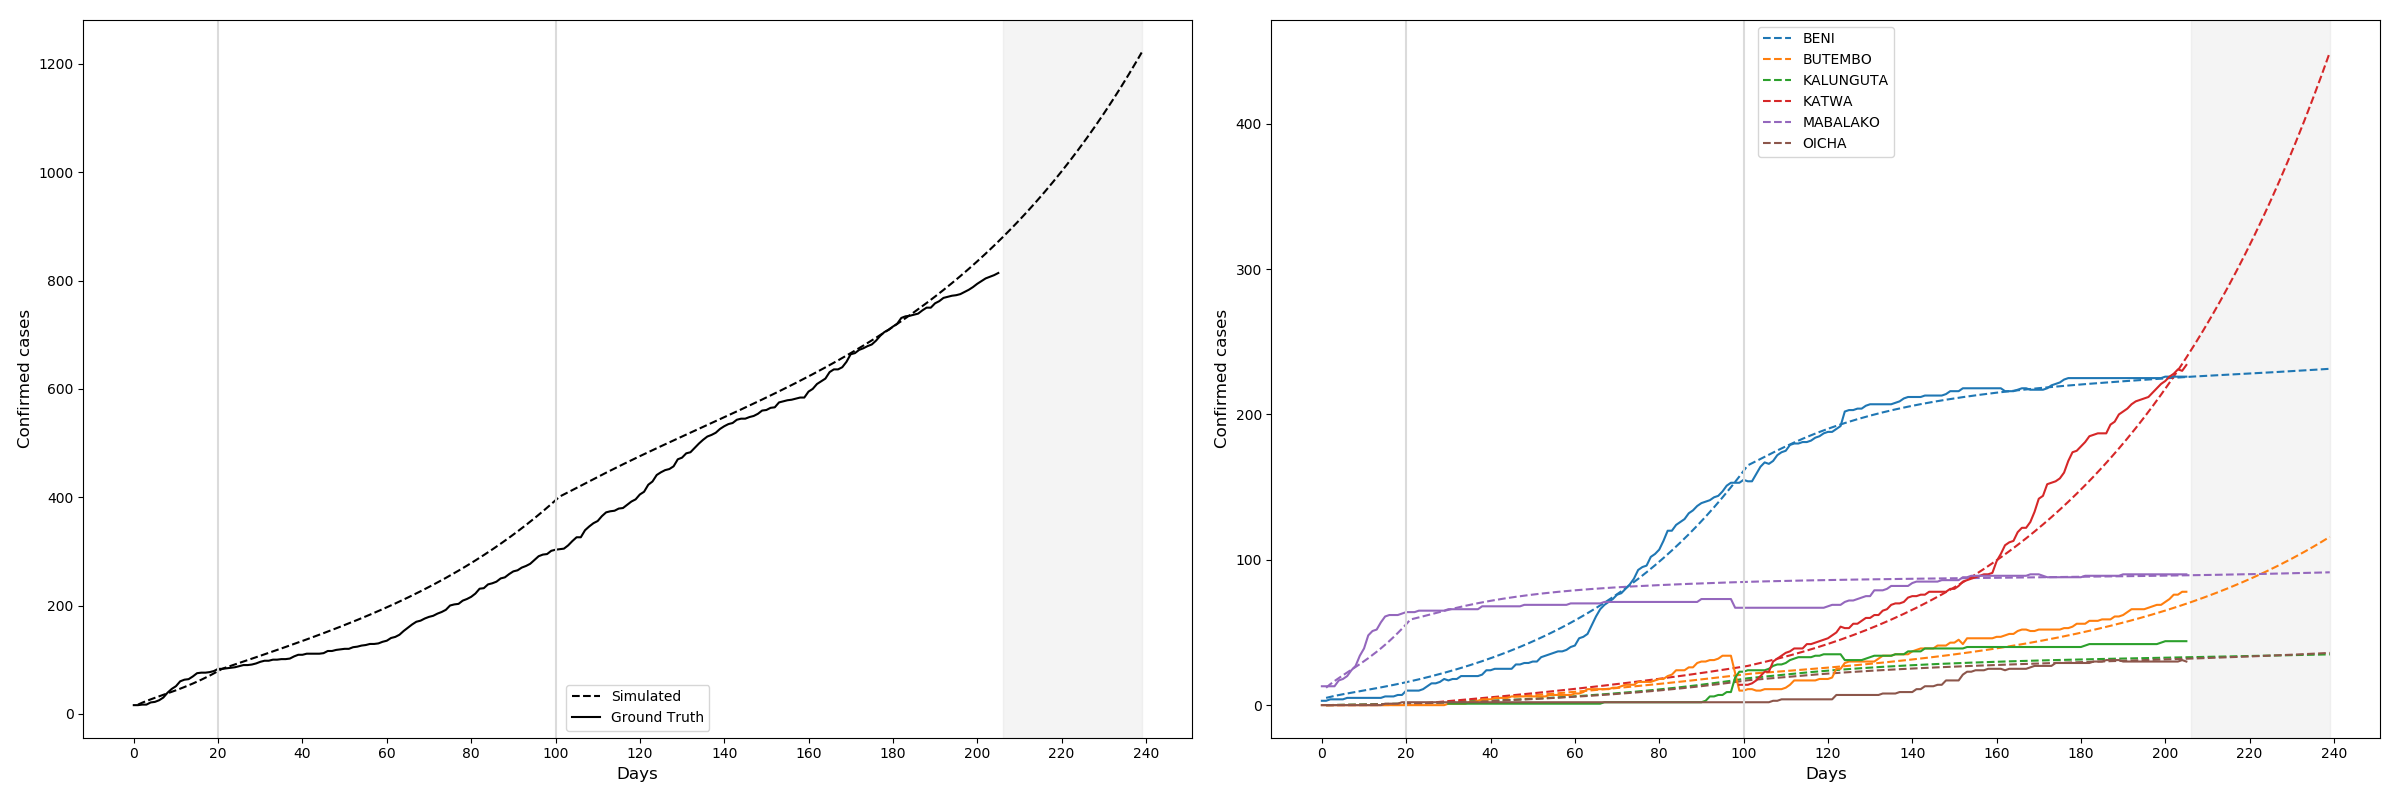 Confirmed cases
1200
1000
800
600
400
200
0
Simulated
Ground Truth
0 20 40 60 80 100 120 140 160 180 200 220 240
Days
Confirmed cases
400
300
200
100
0
BENI
BUTEMBO
KALUNGUTA
KATWA
MABALAKO
OICHA
0 20 40 60 80 100 120 140 160 180 200 220 240
Days